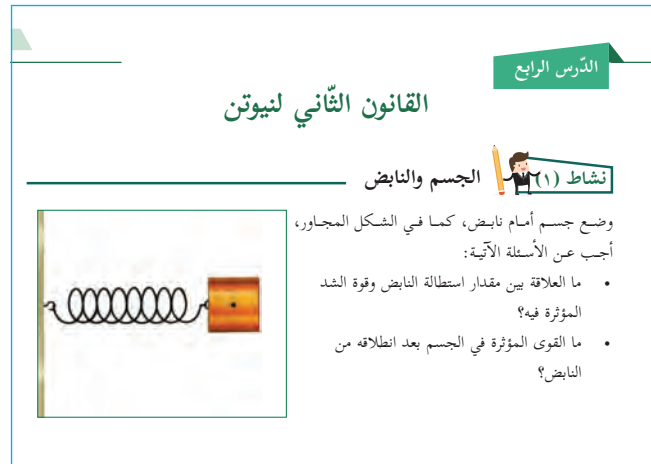 الدّرس الرابع
القانون الثّاني لنيوتن
نشاط (١) الجسم والنابض
وضع جسم أمام نابض، كما في الشكل المجاور،
أجب عن الأسئلة الآتية:
• ما العلاقة بين مقدار استطالة النابض وقوة الشد
المؤثرة فيه؟
• ما القوى المؤثرة في الجسم بعد انطلاقه من
النابض؟